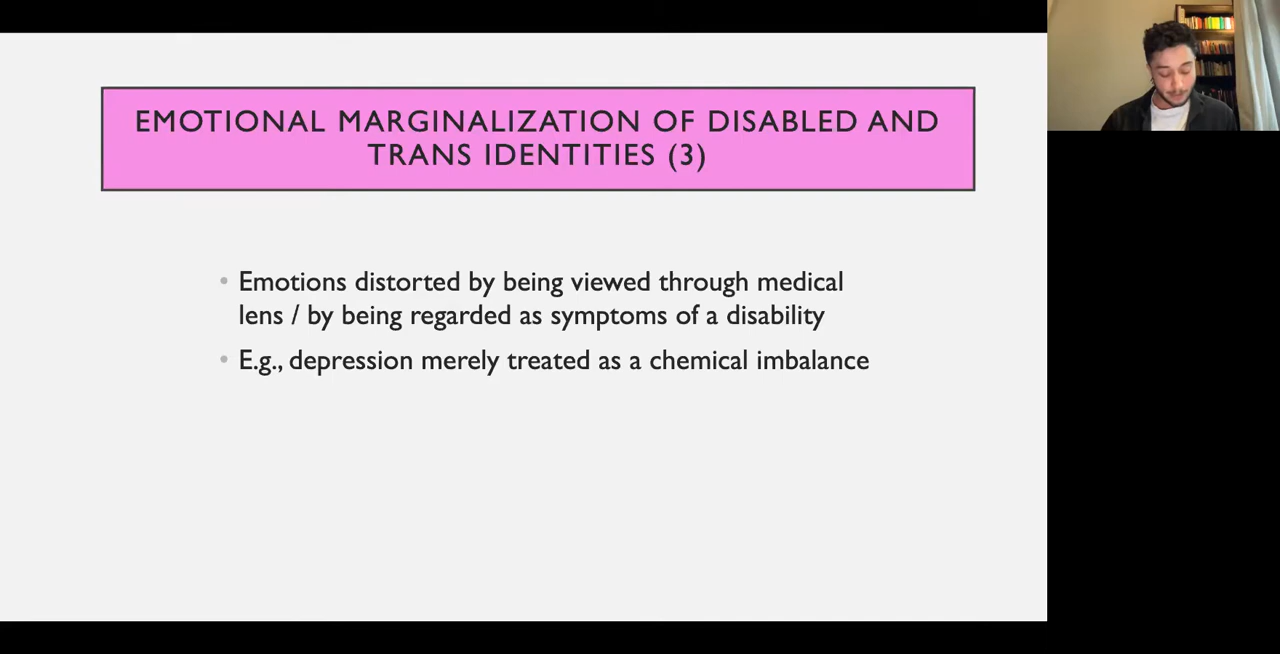 EMOTIONAL MARGINALIZATION OF DISABLED AND
TRANS IDENTITIES (3)
• Emotions distorted by being viewed through medical
lens / by being regarded as symptoms of a disability
• E.g., depression merely treated as a chemical imbalance